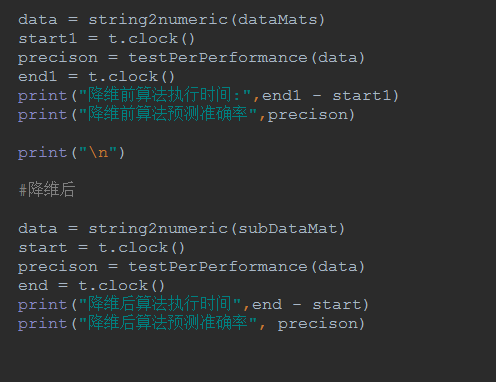 data = string2numeric(dataMats)
start1 = t.clock()
precison = testPerPerformance(data)
end1 = t.clock()
print("降维前算法执行时间:",end1 - start1)
print("降维前算法预测准确率",precison)
print("\n")
#降维后
data = string2numeric(subDataMat)
start = t.clock()
precison = testPerPerformance(data)
end = t.clock()
print("降维后算法执行时间",end - start)
print("降维后算法预测准确率", precison)